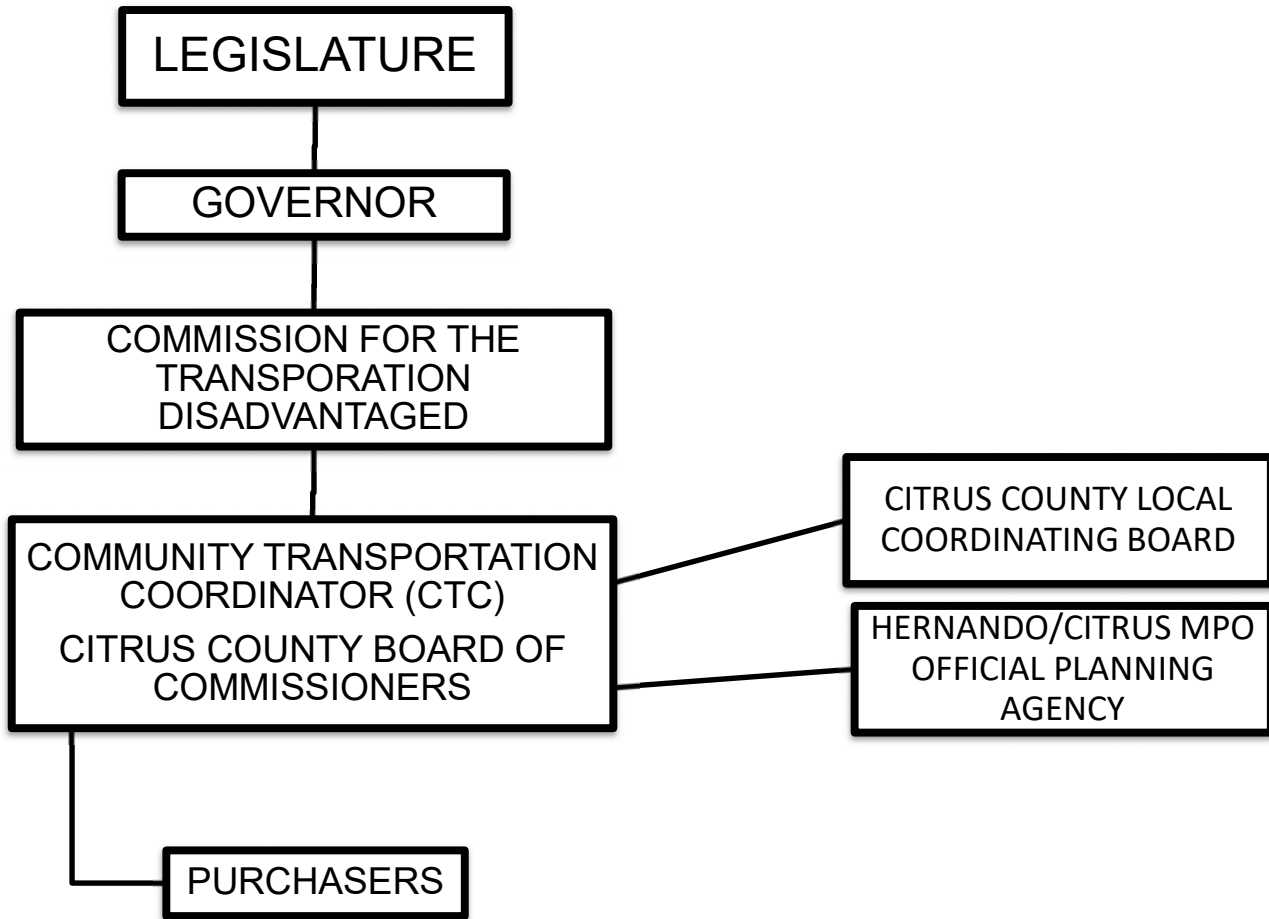 LEGISLATURE
GOVERNOR
COMMISSION FOR THE
TRANSPORATION
DISADVANTAGED
COMMUNITY TRANSPORTATION
COORDINATOR (CTC)
CITRUS COUNTY BOARD OF
COMMISSIONERS
CITRUS COUNTY LOCAL
COORDINATING BOARD
HERNANDO/CITRUS MPO
OFFICIAL PLANNING
AGENCY
PURCHASERS